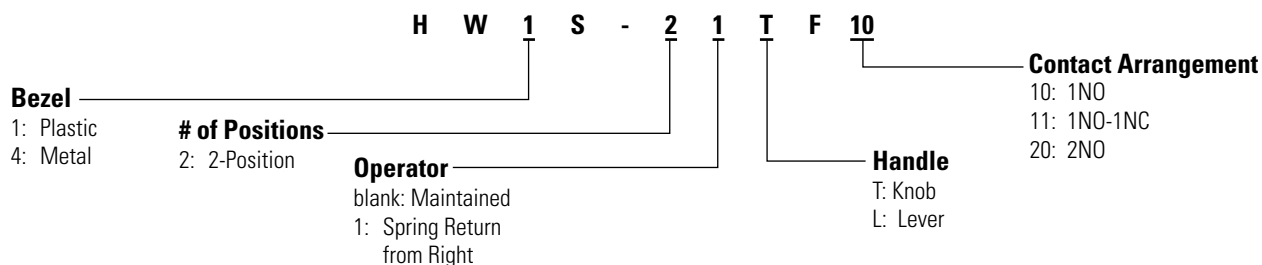 H W 1 S - 2 1 T F 10
Bezel
1: Plastic
4: Metal
# of Positions
2: 2-Position
Operator
blank: Maintained
1: Spring Return
from Right
Handle
T: Knob
L: Lever
Contact Arrangement
10: 1NO
11: 1NO-1NC
20: 2NO